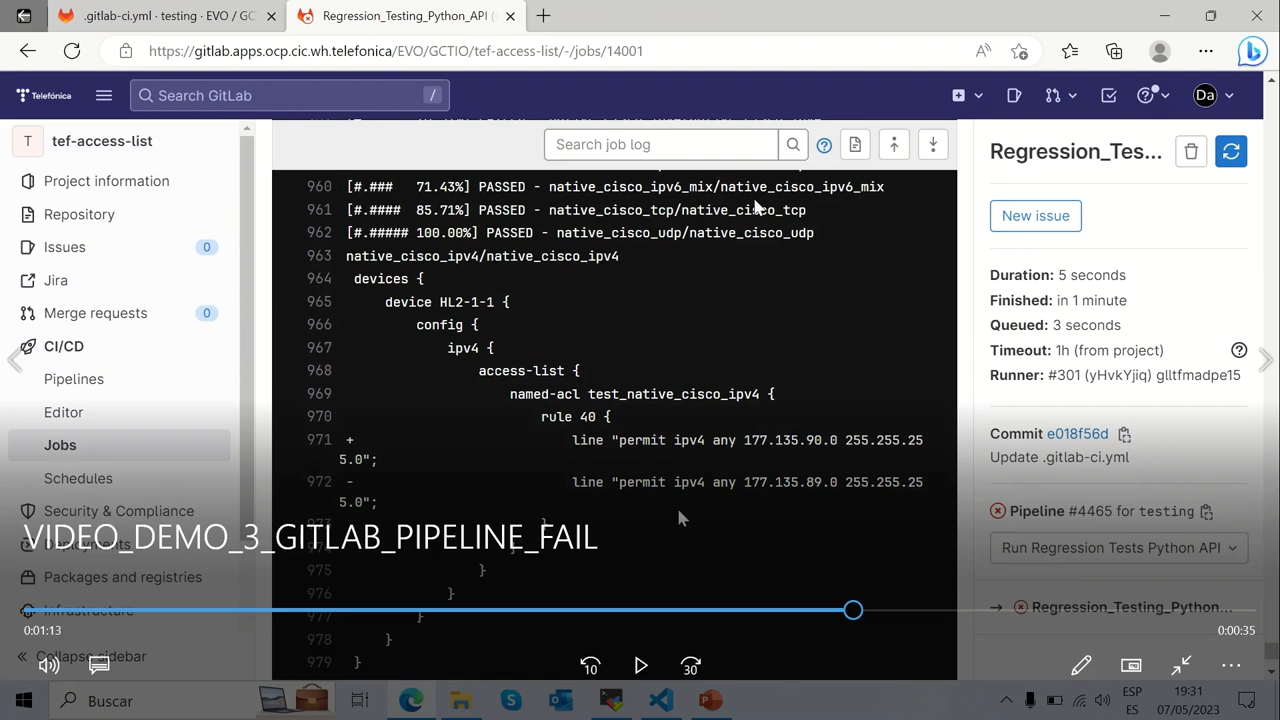 .gitlab-ci.yml · testing · EVO / GC
Regression_Testing_Python_API (
https://gitlab.apps.ocp.cic.wh.telefonica/EVO/GCTIO/tef-access-list/-/jobs/14001
Telefónica
Search GitLab
/
Da
T
tef-access-list
Project information
Repository
Issues
0
Jira
Merge requests
0
CI/CD
Pipelines
Editor
Jobs
Schedules
Security & Compliance
Deployments
Packages and registries
Infrastructure
Collapse sidebar
Search job log
960 [#.### 71.43%] PASSED - native_cisco_ipv6_mix/native_cisco_ipv6_mix
961 [#.#### 85.71%] PASSED - native_cisco_tcp/native_cisco_tcp
962 [#.##### 100.00%] PASSED - native_cisco_udp/native_cisco_udp
963 native_cisco_ipv4/native_cisco_ipv4
964 devices {
965 device HL2-1-1 {
966 config {
967 ipv4 {
968 access-list {
969 named-acl test_native_cisco_ipv4 {
970 rule 40 {
971 + line "permit ipv4 any 177.135.90.0 255.255.25
5.0";
972 - line "permit ipv4 any 177.135.89.0 255.255.25
5.0";
973 }
974 }
975 }
976 }
977 }
978 }
979 }
Regression_Tes...
New issue
Duration: 5 seconds
Finished: in 1 minute
Queued: 3 seconds
Timeout: 1h (from project)
Runner: #301 (yHvkYjiq) glltfmadpe15
Commit e018f56d
Update .gitlab-ci.yml
Pipeline #4465 for testing
Run Regression Tests Python API
→ Regression_Testing_Python...
VIDEO_DEMO_3_GITLAB_PIPELINE_FAIL
0:01:13
0:00:35
10
30
Buscar
ESP
ES
19:31
07/05/2023